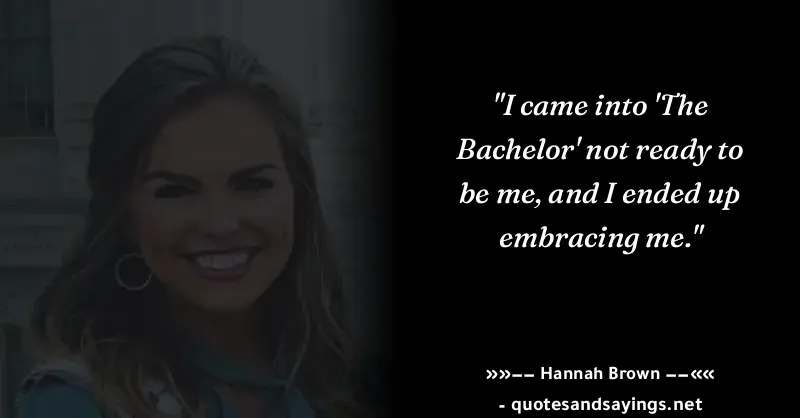 "I came into 'The
Bachelor' not ready to
be me, and I ended up
embracing me."
»»–– Hannah Brown ––««
- quotesandsayings.net